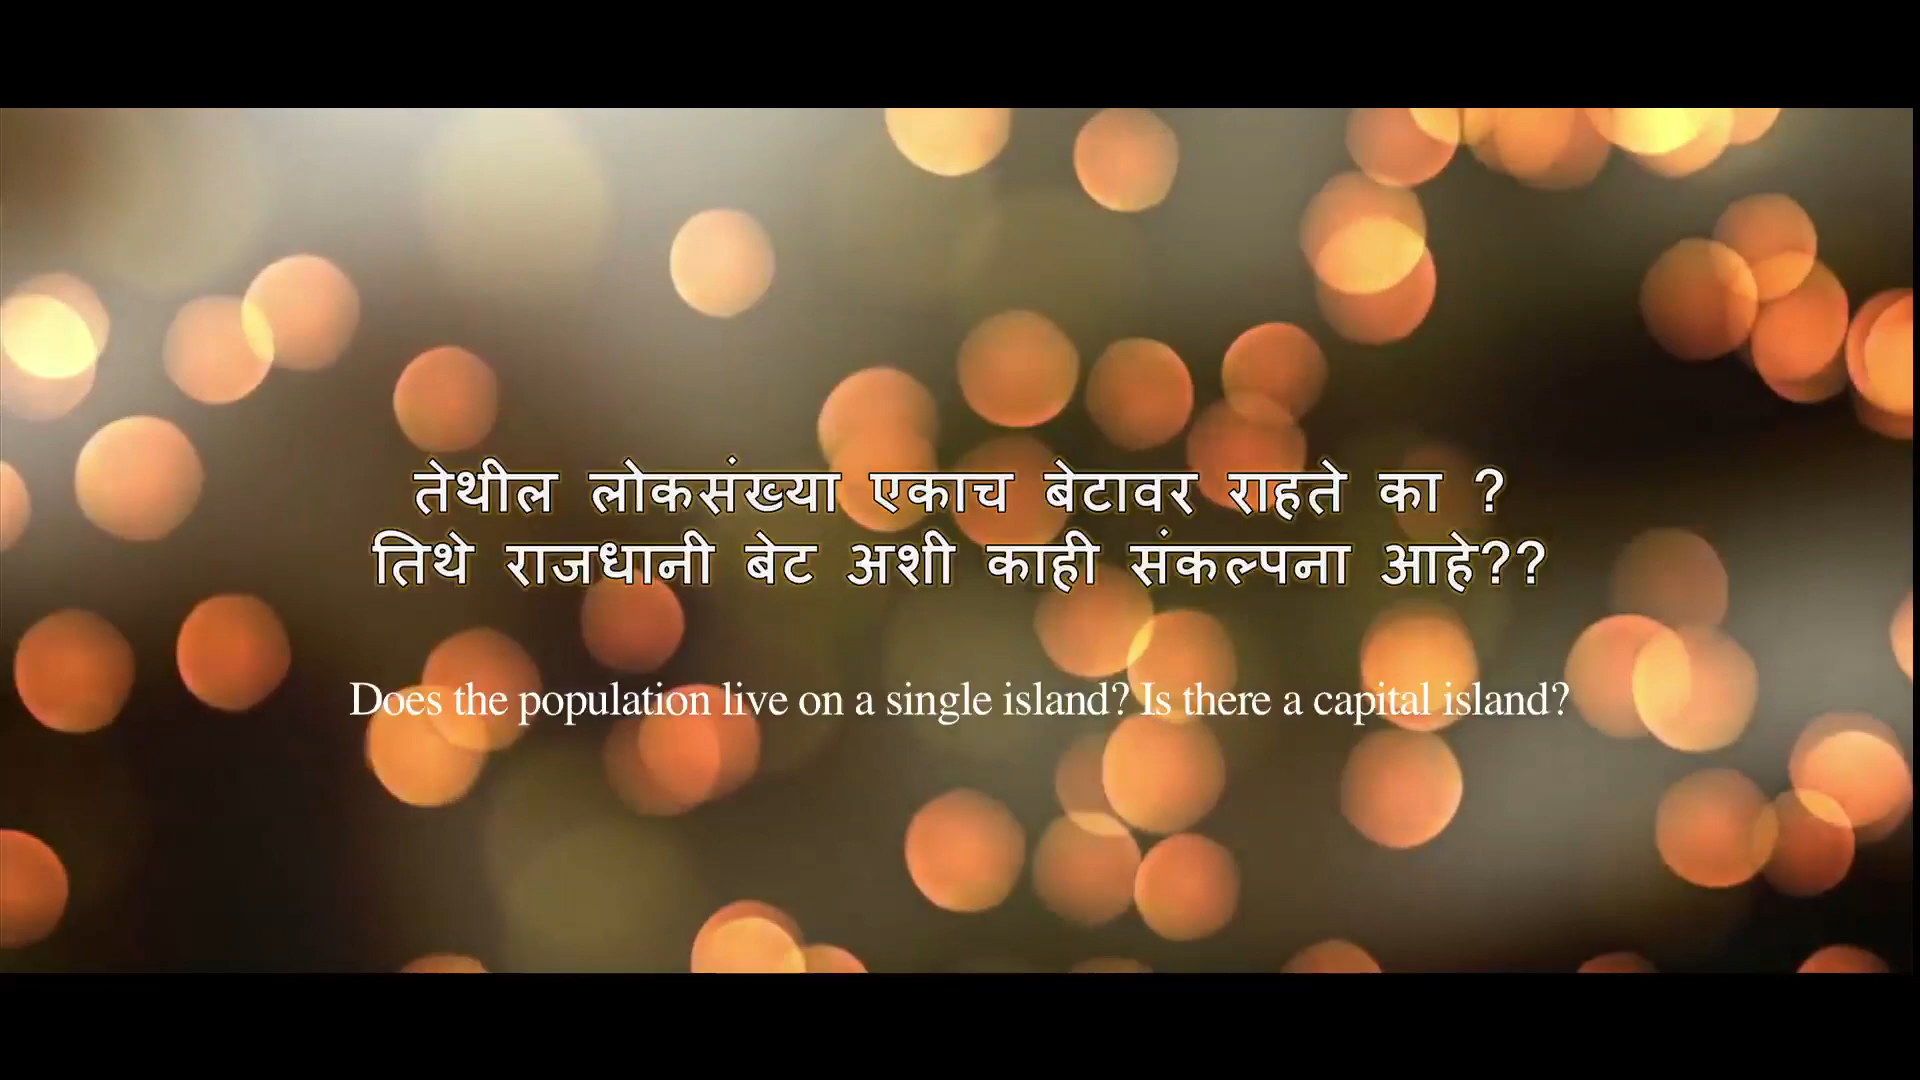 तेथील लोकसंख्या एकाच बेटावर राहते का ?
तिथे राजधानी बेट अशी काही संकल्पना आहे??
Does the population live on a single island? Is there a capital island?